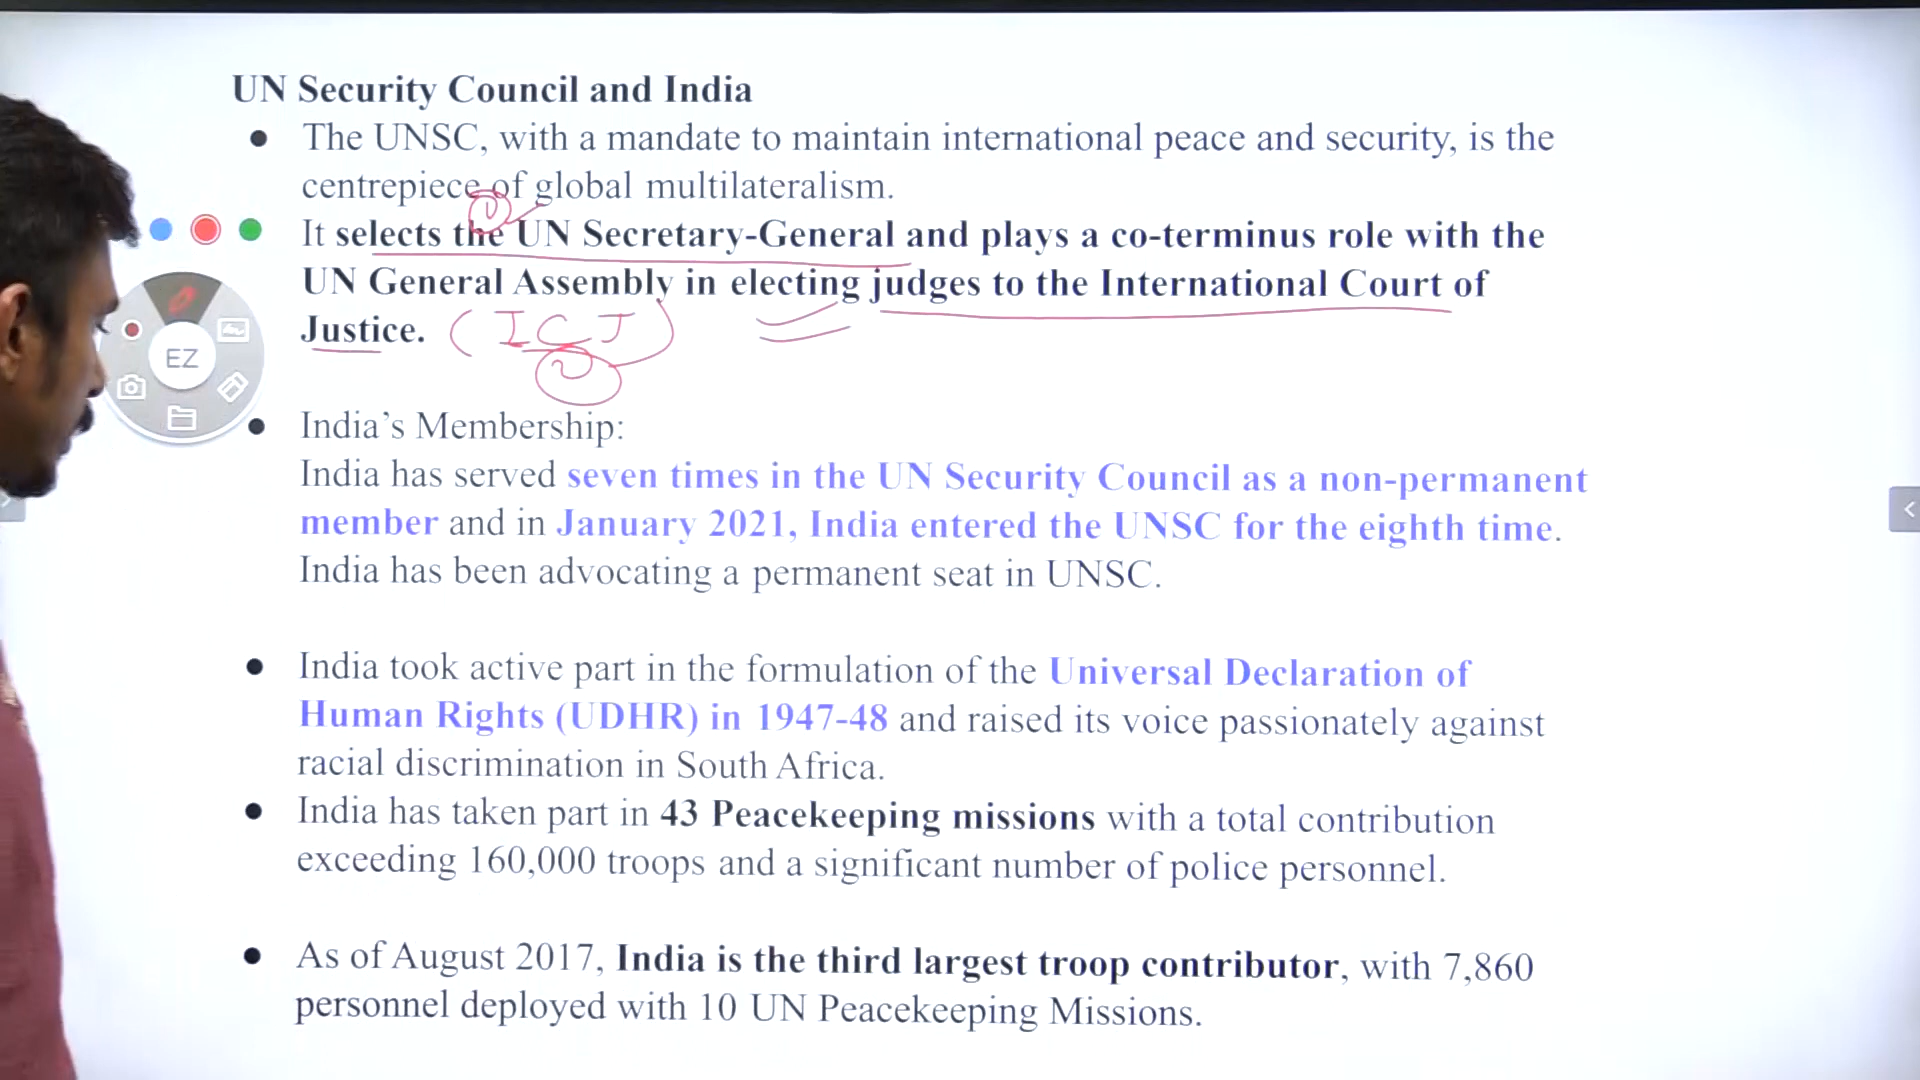 UN Security Council and India
The UNSC, with a mandate to maintain international peace and security, is the
centrepiece of global multilateralism.
1
It selects the UN Secretary-General and plays a co-terminus role with the
UN General Assembly in electing judges to the International Court of
Justice. (ICJ)
2
EZ
India’s Membership:
India has served seven times in the UN Security Council as a non-permanent
member and in January 2021, India entered the UNSC for the eighth time.
India has been advocating a permanent seat in UNSC.
India took active part in the formulation of the Universal Declaration of
Human Rights (UDHR) in 1947-48 and raised its voice passionately against
racial discrimination in South Africa.
India has taken part in 43 Peacekeeping missions with a total contribution
exceeding 160,000 troops and a significant number of police personnel.
As of August 2017, India is the third largest troop contributor, with 7,860
personnel deployed with 10 UN Peacekeeping Missions.